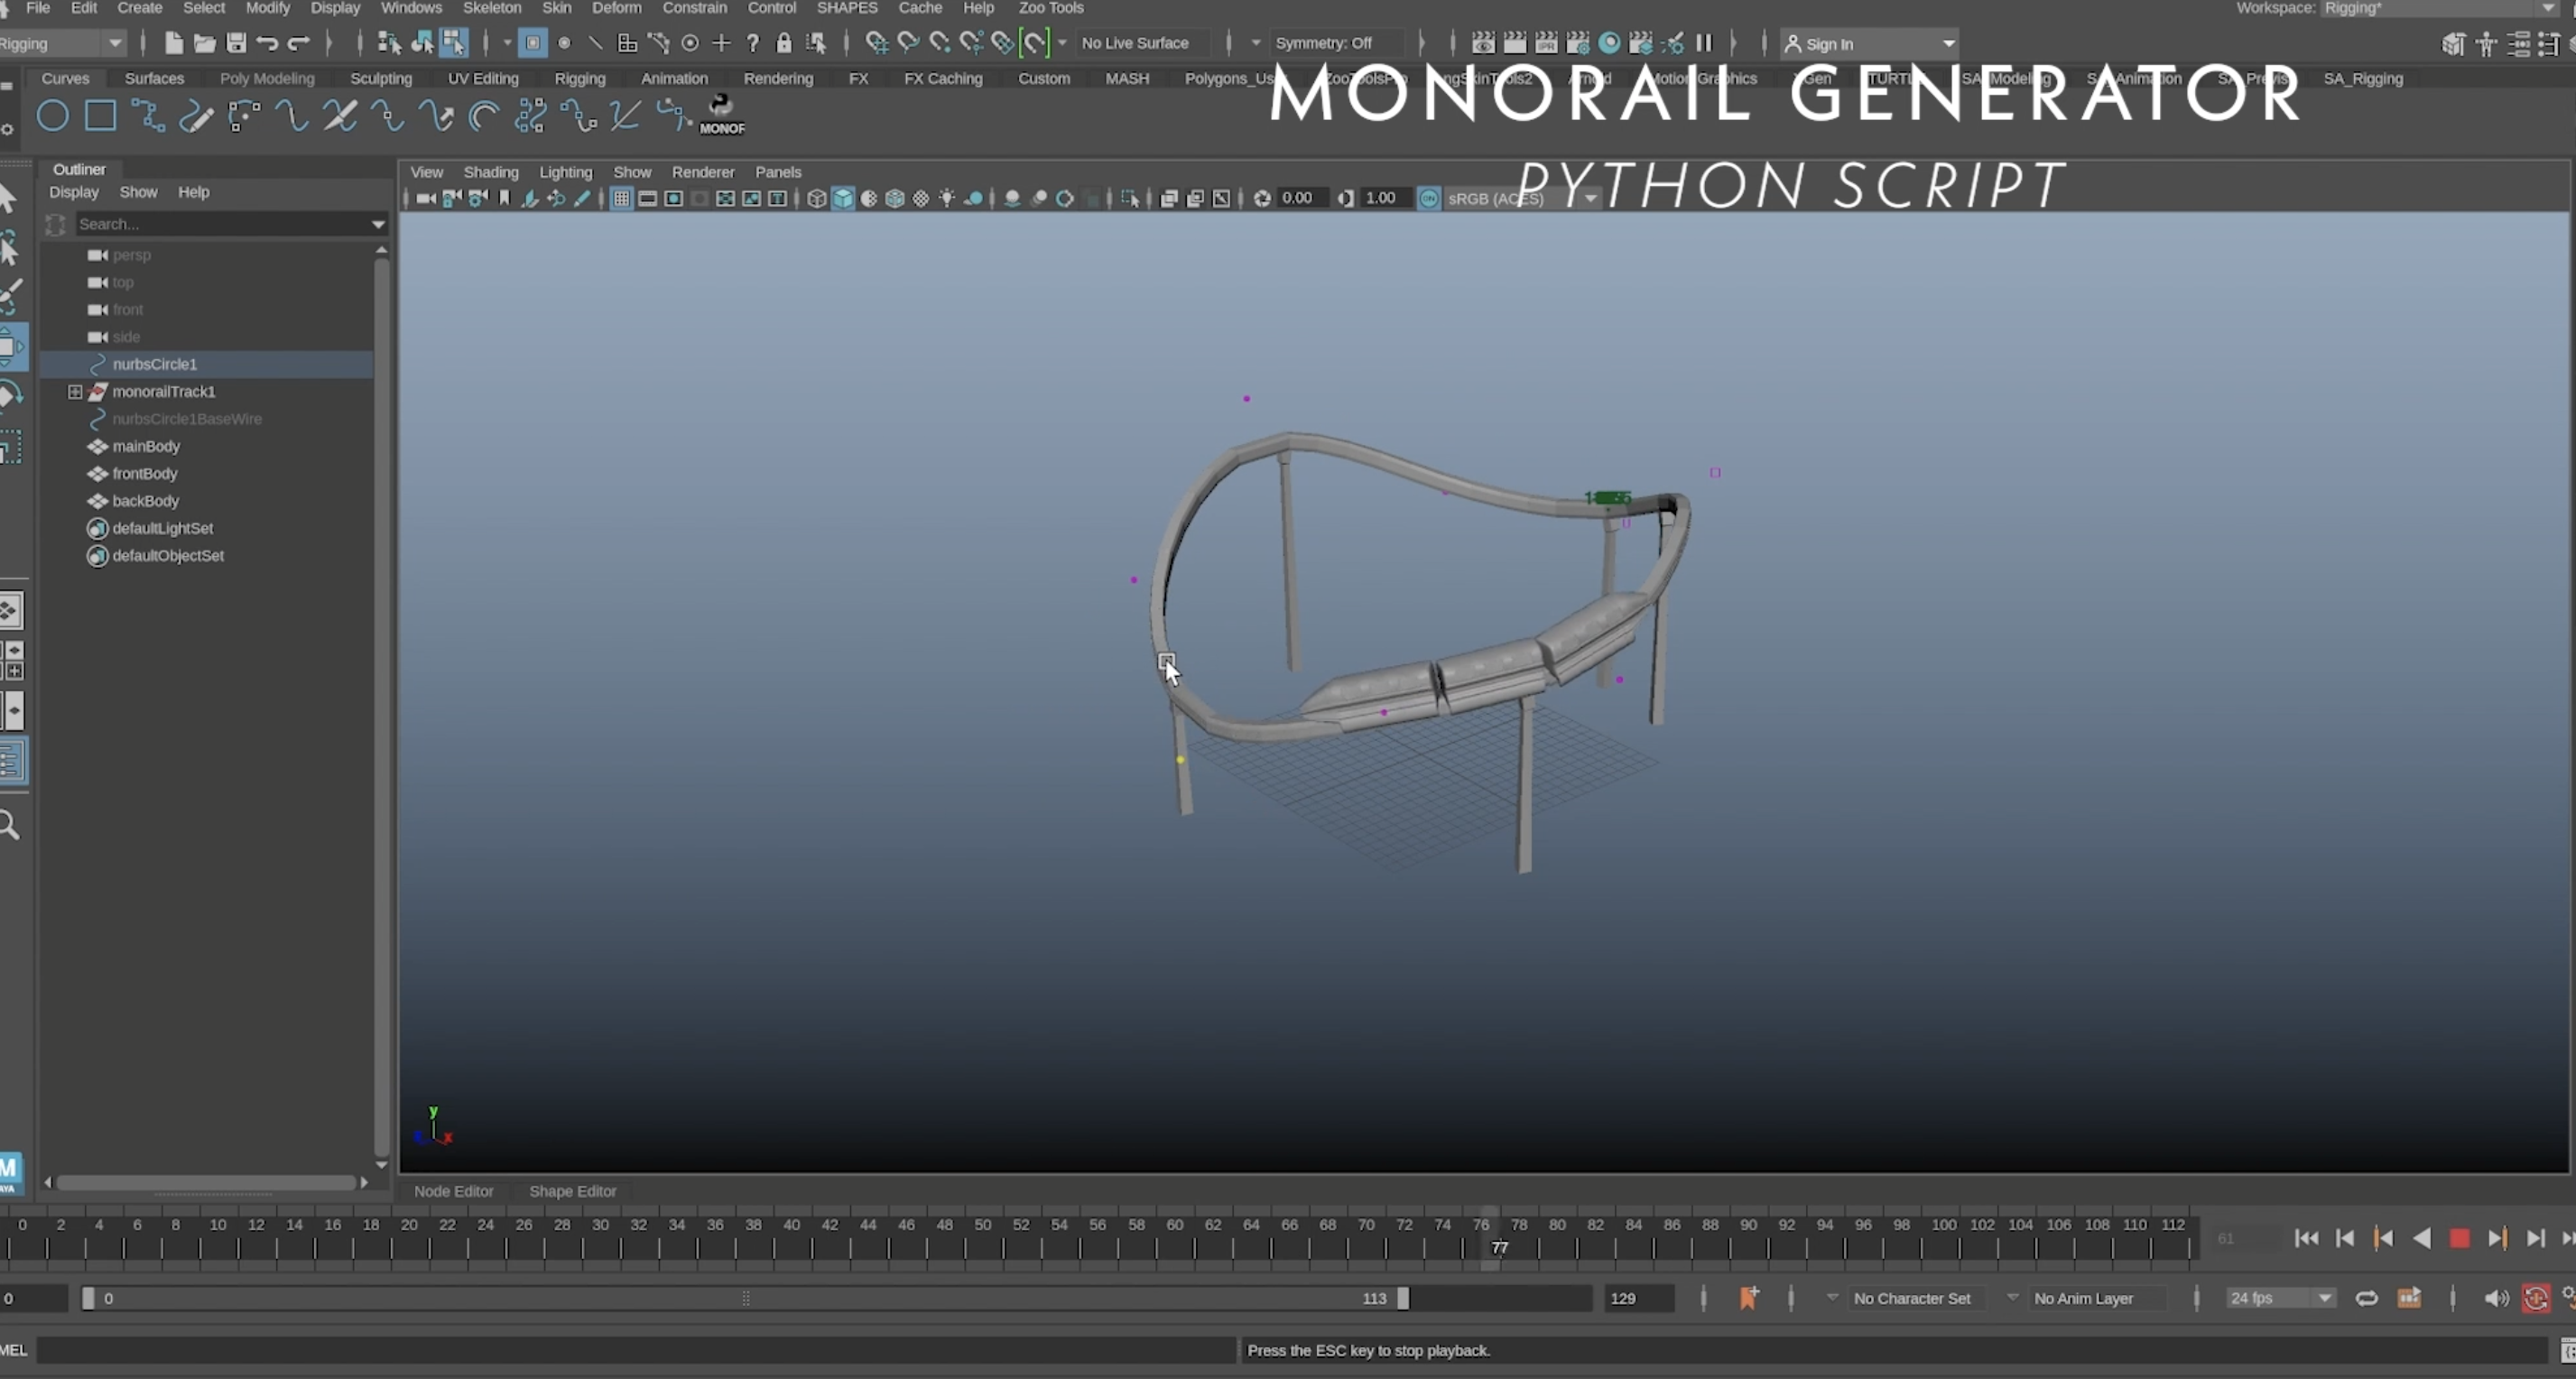 File Edit Create Select Modify Display Windows Skeleton Skin Deform Constrain Control SHAPES Cache Help Zoo Tools Workspace: Rigging*
Rigging No Live Surface Symmetry: Off Sign In
Curves Surfaces Poly Modeling Sculpting UV Editing Rigging Animation Rendering FX FX Caching Custom MASH Motion Graphics SA_Rigging
MONORAIL GENERATOR
MONOR
PYTHON SCRIPT
Outliner
View Shading Lighting Show Renderer Panels
Display Show Help
0.00 1.00 sRGB (ACES)
Search...
persp
top
front
side
nurbsCircle1
monorailTrack1
nurbsCircle1BaseWire
mainBody
frontBody
backBody
defaultLightSet
defaultObjectSet
y
x
M
Node Editor Shape Editor
0 2 4 6 8 10 12 14 16 18 20 22 24 26 28 30 32 34 36 38 40 42 44 46 48 50 52 54 56 58 60 62 64 66 68 70 72 74 76 78 80 82 84 86 88 90 92 94 96 98 100 102 104 106 108 110 112
77
61
0 0 113 129 No Character Set No Anim Layer 24 fps
MEL Press the ESC key to stop playback.